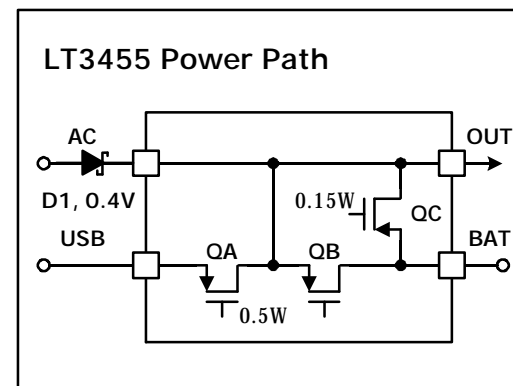 LT3455 Power Path
AC
OUT
D1, 0.4V
0.15W
QC
USB
QA
QB
BAT
0.5W